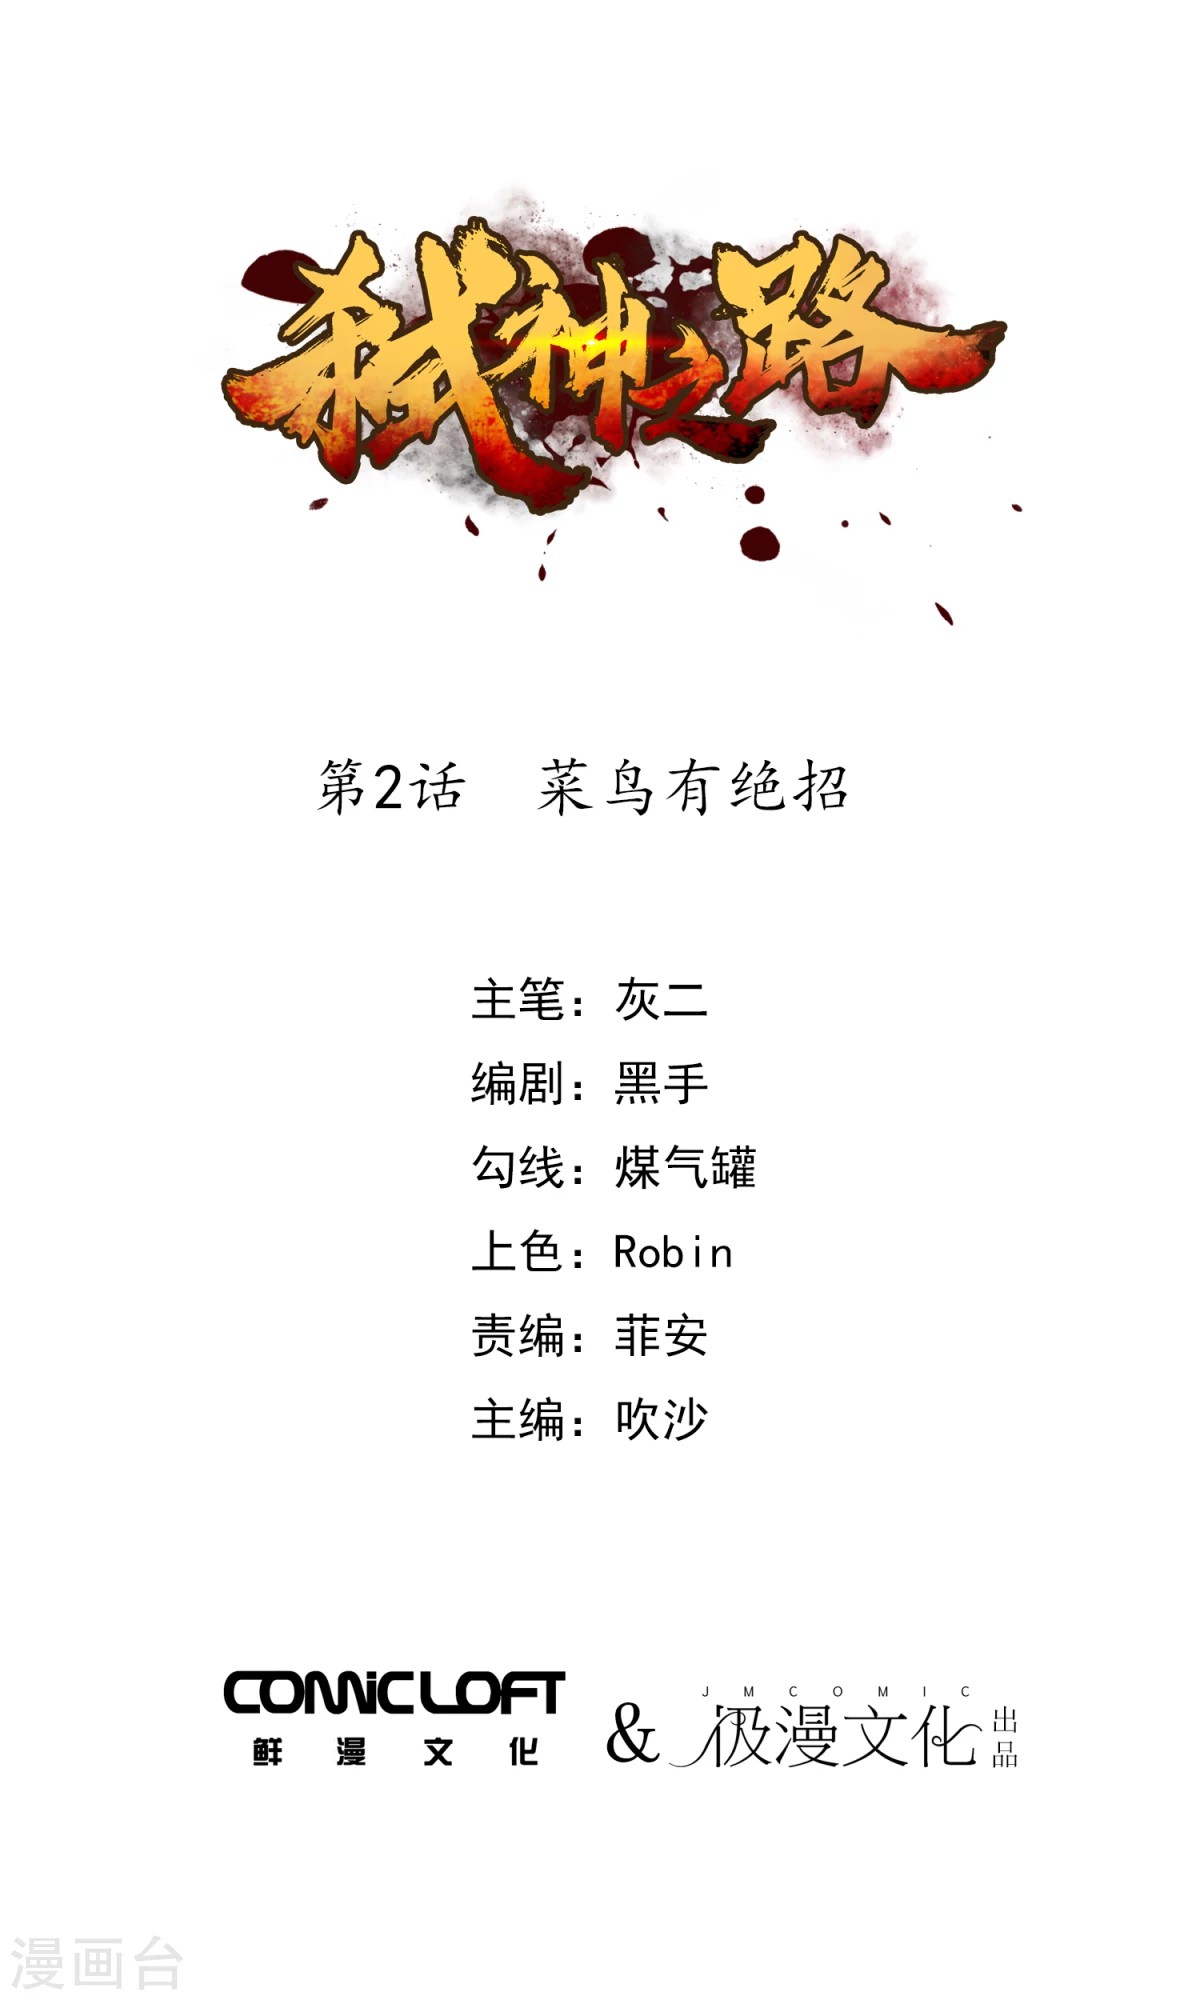 弑神之路
第2话 菜鸟有绝招
主笔：灰二
编剧：黑手
勾线：煤气罐
上色：Robin
责编：菲安
主编：吹沙
COMICLOFT
鲜漫文化
&
JMCOMIC
极漫文化
出品
漫画台